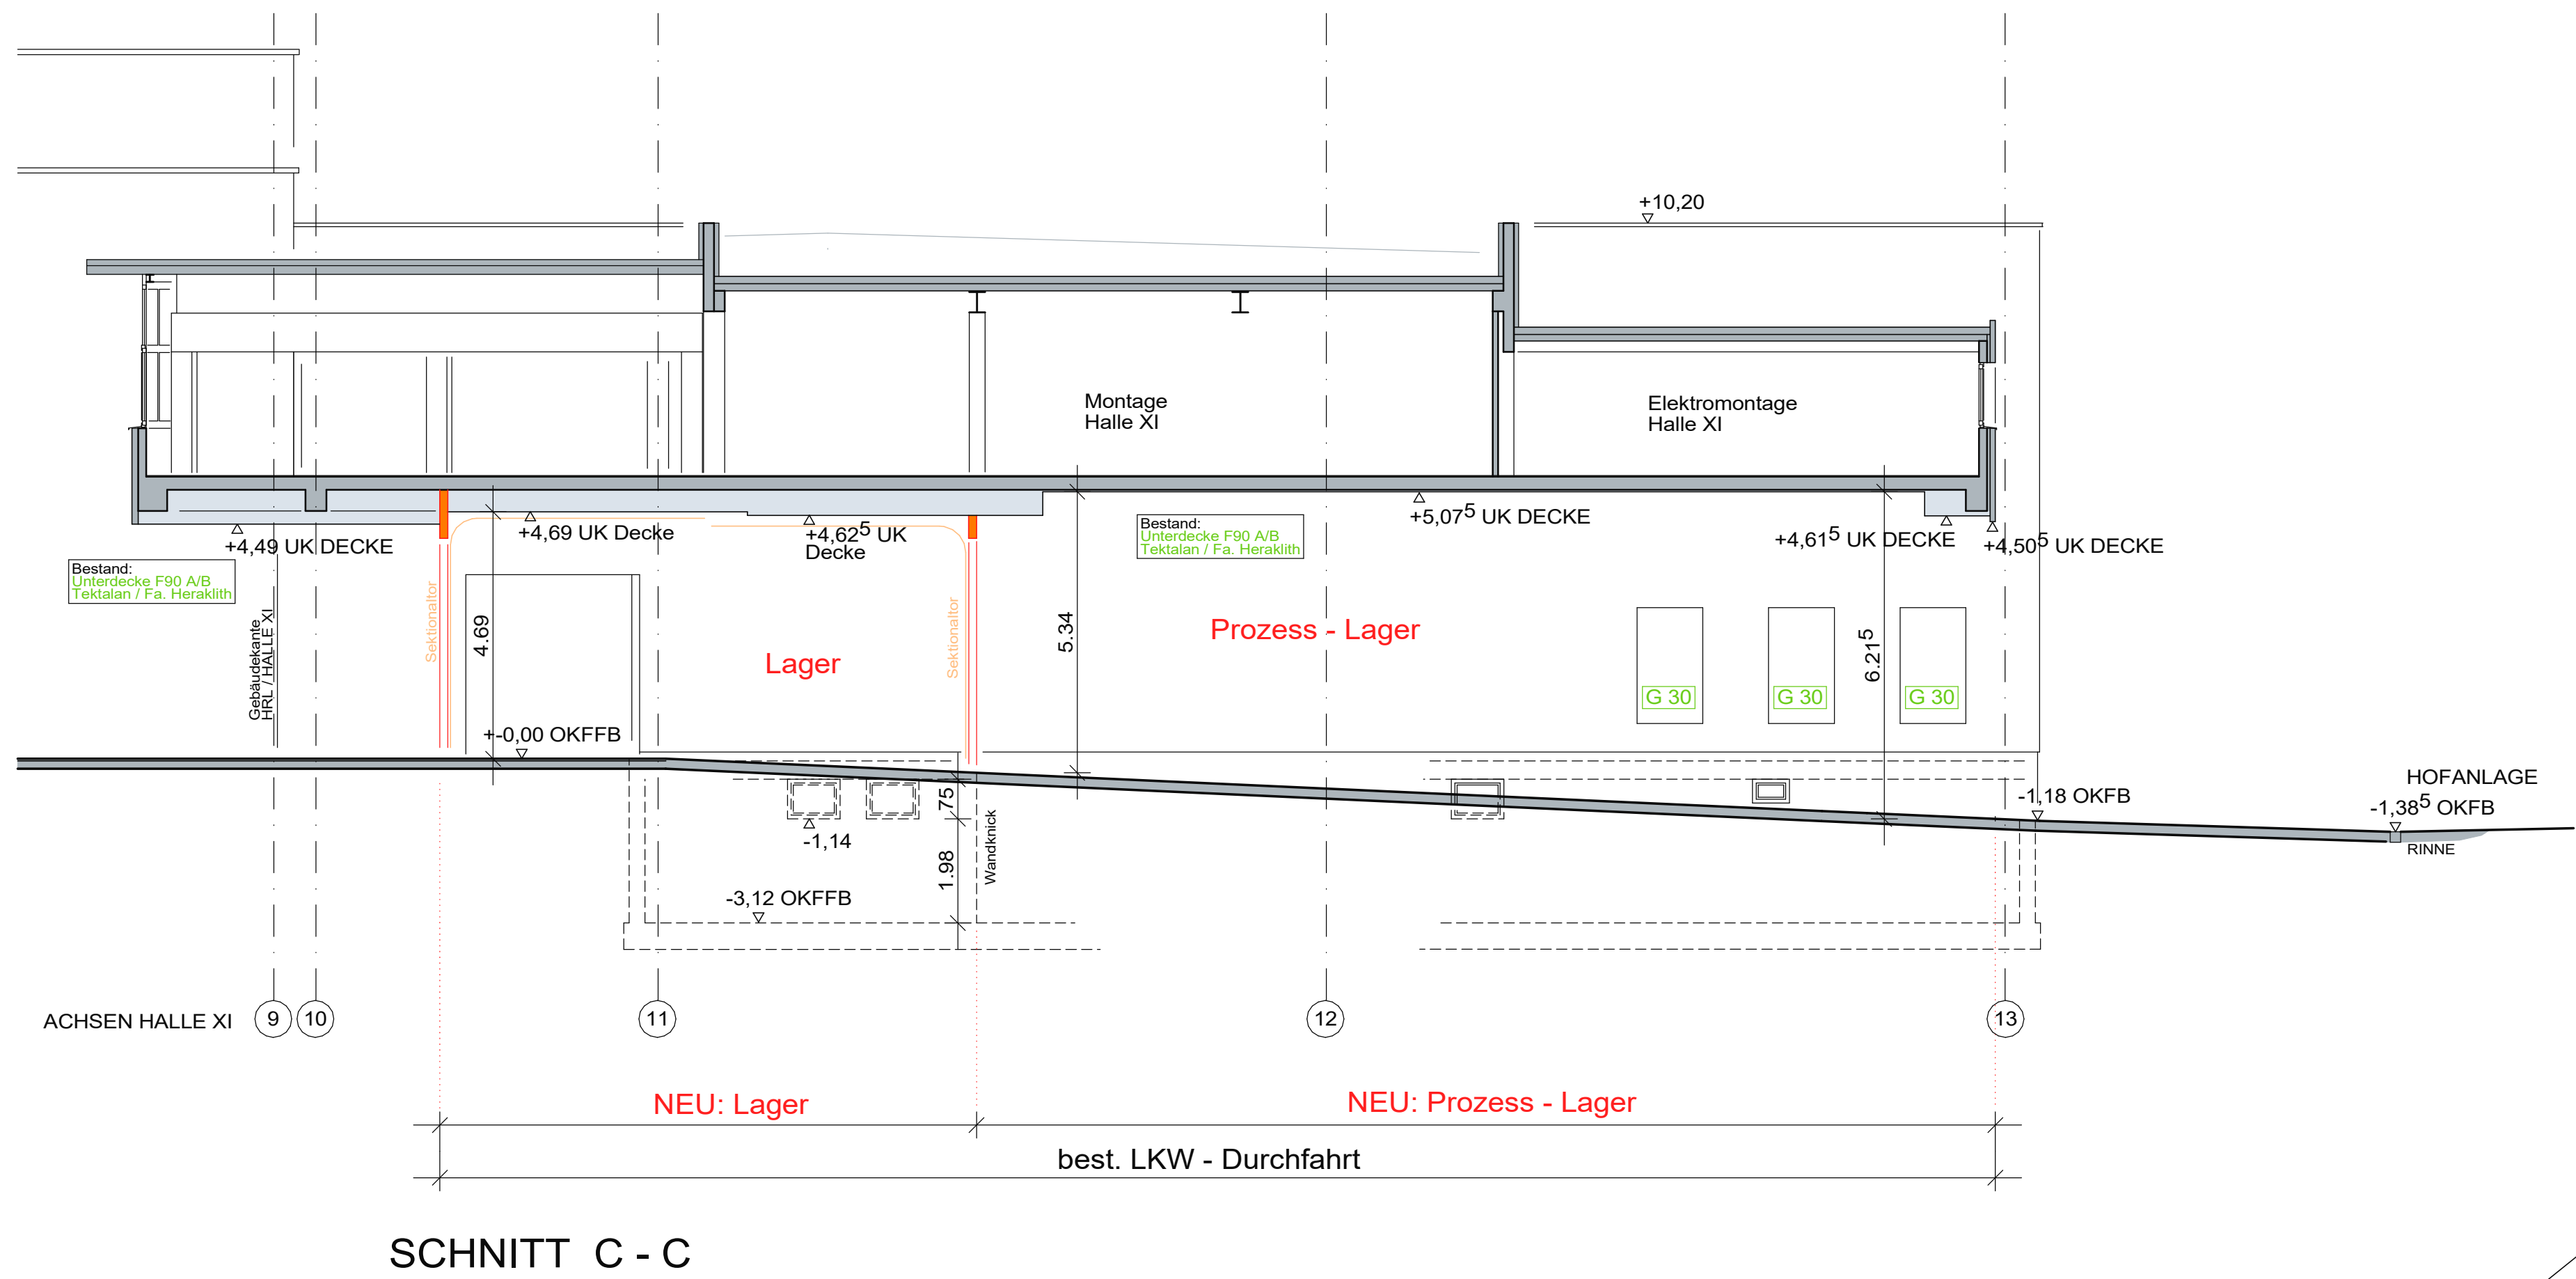 +10,20
Montage
Halle XI
Elektromontage
Halle XI
+4,49 UK DECKE
+4,69 UK Decke
+4,62⁵ UK
Decke
+5,07⁵ UK DECKE
+4,61⁵ UK DECKE
+4,50⁵ UK DECKE
Bestand:
Unterdecke F90 A/B
Tektalan / Fa. Heraklith
Bestand:
Unterdecke F90 A/B
Tektalan / Fa. Heraklith
Gebäudekante
HRL / HALLE XI
Sektionaltor
4.69
Lager
Sektionaltor
5.34
Prozess - Lager
6.21⁵
G 30
G 30
G 30
+-0,00 OKFFB
-1,14
75
1.98
Wandknick
-3,12 OKFFB
-1,18 OKFB
HOFANLAGE
-1,38⁵ OKFB
RINNE
ACHSEN HALLE XI
9
10
11
12
13
NEU: Lager
NEU: Prozess - Lager
best. LKW - Durchfahrt
SCHNITT C - C